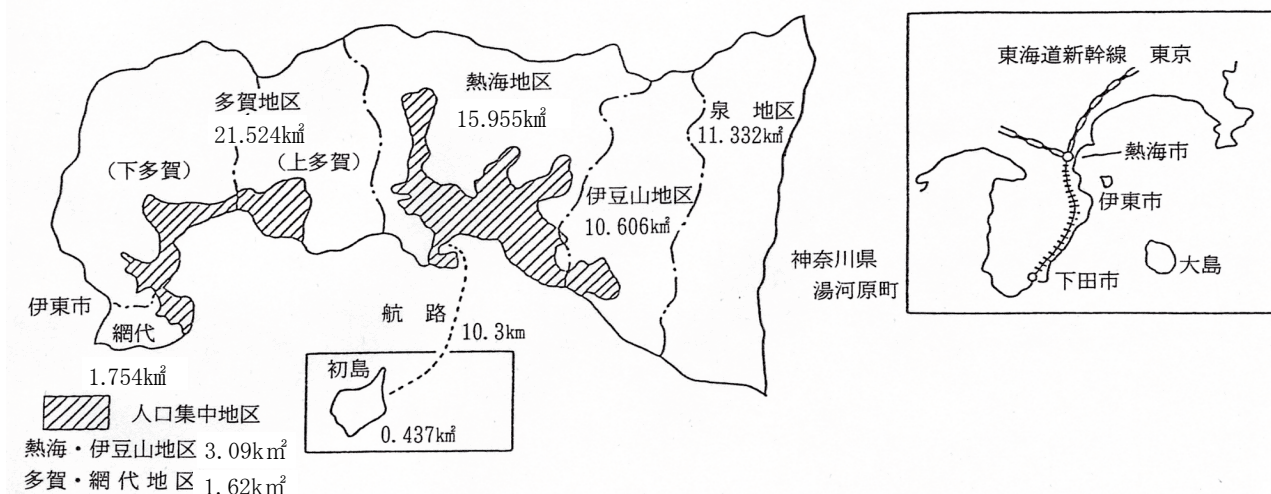 多賀地区
21.524k㎡
(下多賀)
(上多賀)
熱海地区
15.955k㎡
伊豆山地区
10.606k㎡
泉 地区
11.332k㎡
神奈川県
湯河原町
伊東市
網代
1.754k㎡
航 路
10.3km
初島
0.437k㎡
人口集中地区
熱海・伊豆山地区 3.09k㎡
多賀・網代地区 1.62k㎡
東海道新幹線 東京
熱海市
伊東市
大島
下田市